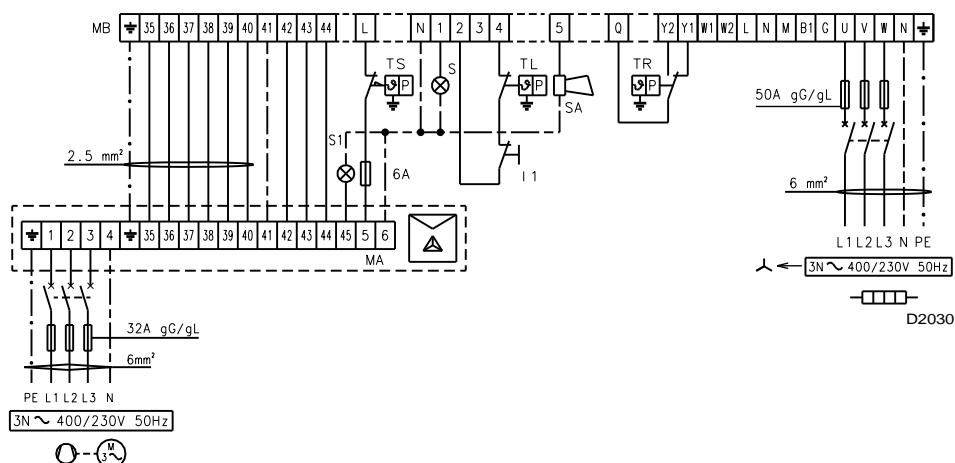 MB 35 36 37 38 39 40 41 42 43 44 L N 1 2 3 4 5 Q Y2 Y1 W1 W2 L N M B1 G U V W N
TS S TL TR
ϑ P ϑ P ϑ P
SA
50A gG/gL
S1
6A
I1
2.5 mm²
6 mm²
1 2 3 4 35 36 37 38 39 40 41 42 43 44 45 5 6
MA
L1 L2 L3 N PE
3N ~ 400/230V 50Hz
D2030
32A gG/gL
6mm²
PE L1 L2 L3 N
3N ~ 400/230V 50Hz
M
3~